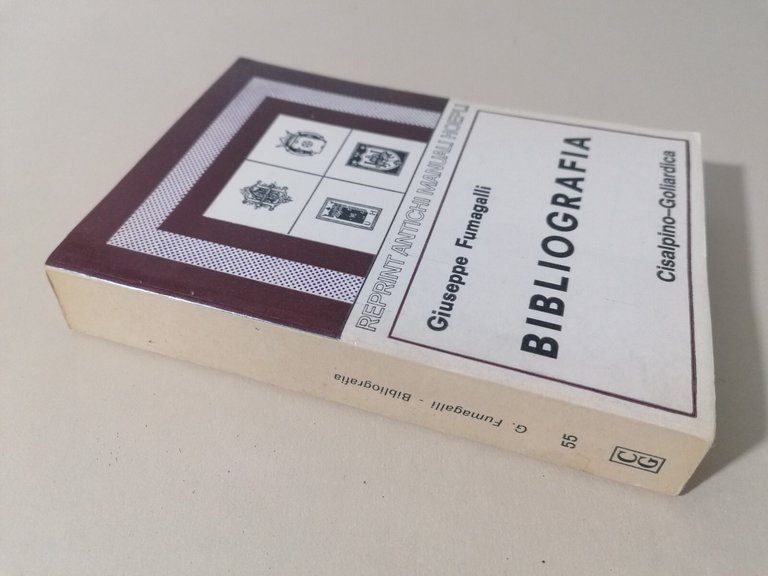 REPRINT ANTICHI MANUALI HOEPLI
Giuseppe Fumagalli
BIBLIOGRAFIA
Cisalpino-Goliardica
G. Fumagalli - Bibliografia
55
CG